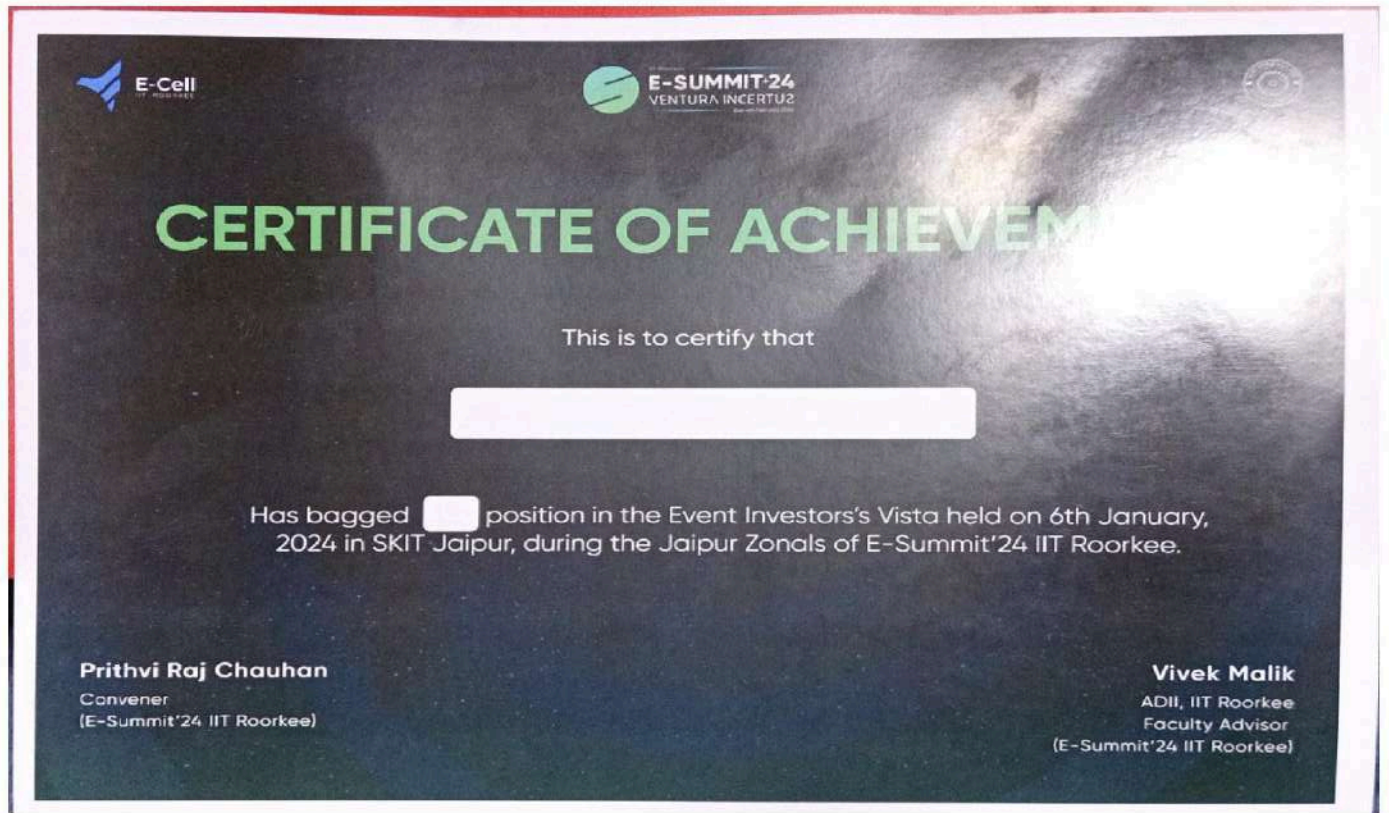 E-Cell
IIT ROORKEE
E-SUMMIT'24
VENTURA INCERTUS
CERTIFICATE OF
This is to certify that
Has bagged position in the Event Investors's Vista held on 6th January,
2024 in SKIT Jaipur, during the Jaipur Zonals of E-Summit'24 IIT Roorkee.
Prithvi Raj Chauhan
Convener
(E-Summit'24 IIT Roorkee)
Vivek Malik
ADII, IIT Roorkee
Faculty Advisor
(E-Summit'24 IIT Roorkee)